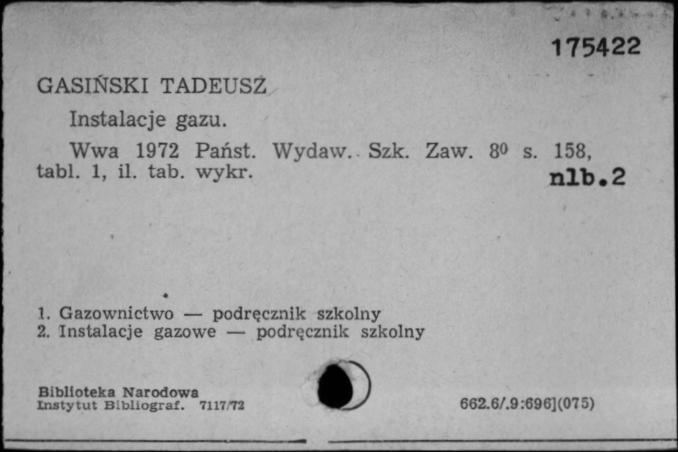 175422
GASIŃSKI TADEUSZ
Instalacje gazu.
Wwa 1972 Państ. Wydaw. Szk. Zaw. 8⁰ s. 158,
tabl. 1, il. tab. wykr.
nlb.2
1. Gazownictwo — podręcznik szkolny
2. Instalacje gazowe — podręcznik szkolny
Biblioteka Narodowa
Instytut Bibliograf. 7117/72
662.6/.9:696](075)